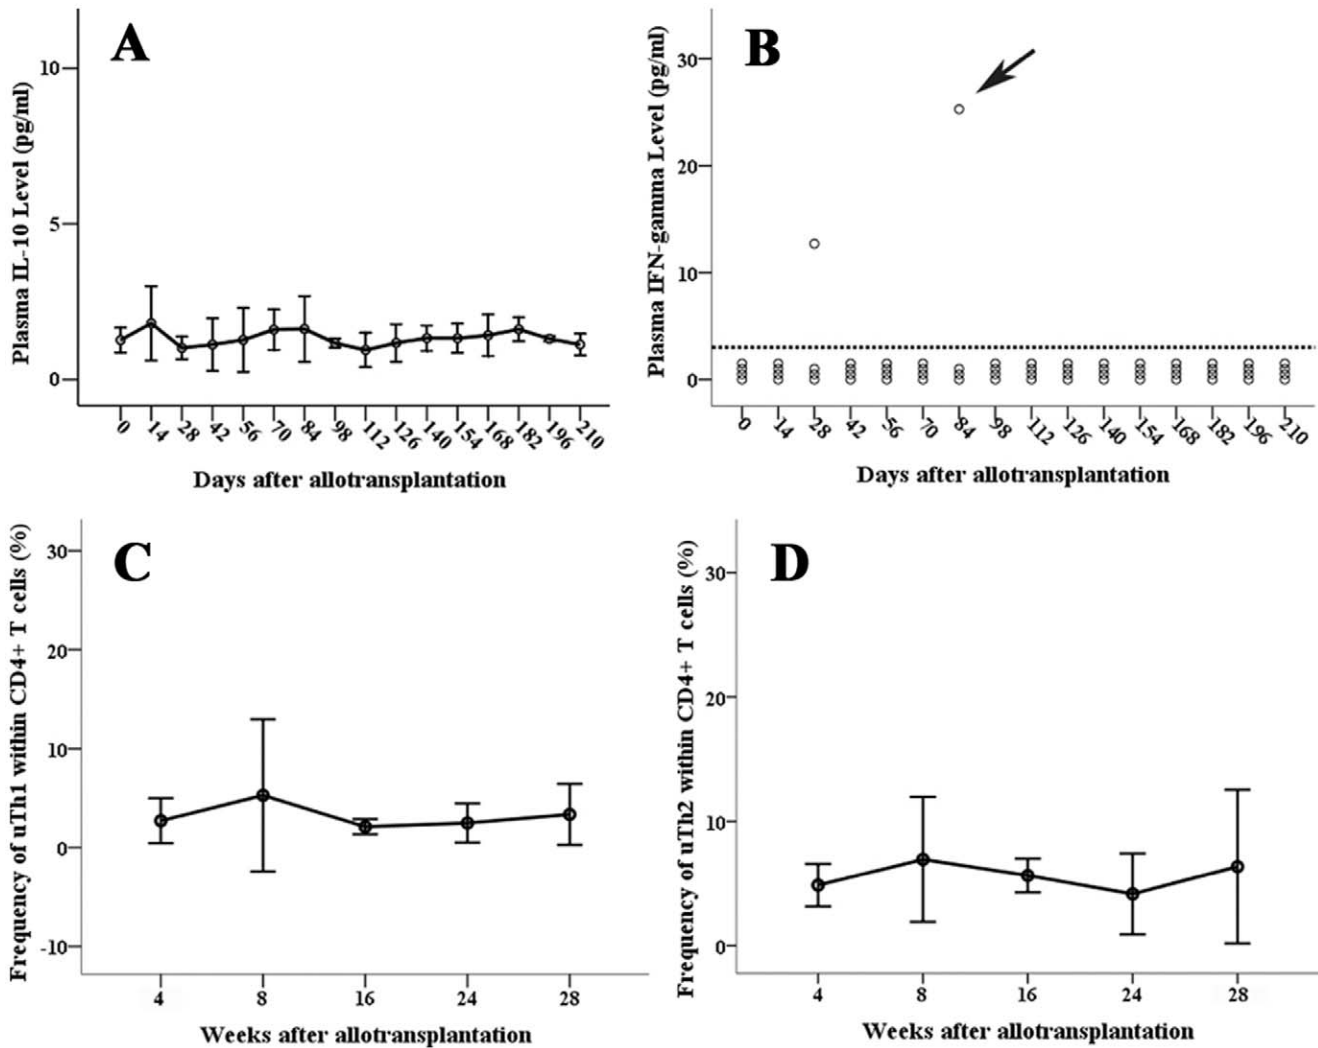 A
Plasma IL-10 Level (pg/ml)
10
5
0
0 14 28 42 56 70 84 98 112 126 140 154 168 182 196 210
Days after allotransplantation
B
Plasma IFN-gamma Level (pg/ml)
30
20
10
0
0 14 28 42 56 70 84 98 112 126 140 154 168 182 196 210
Days after allotransplantation
C
Frequency of uTh1 within CD4+ T cells (%)
30
20
10
0
-10
4 8 16 24 28
Weeks after allotransplantation
D
Frequency of uTh2 within CD4+ T cells (%)
30
20
10
0
4 8 16 24 28
Weeks after allotransplantation